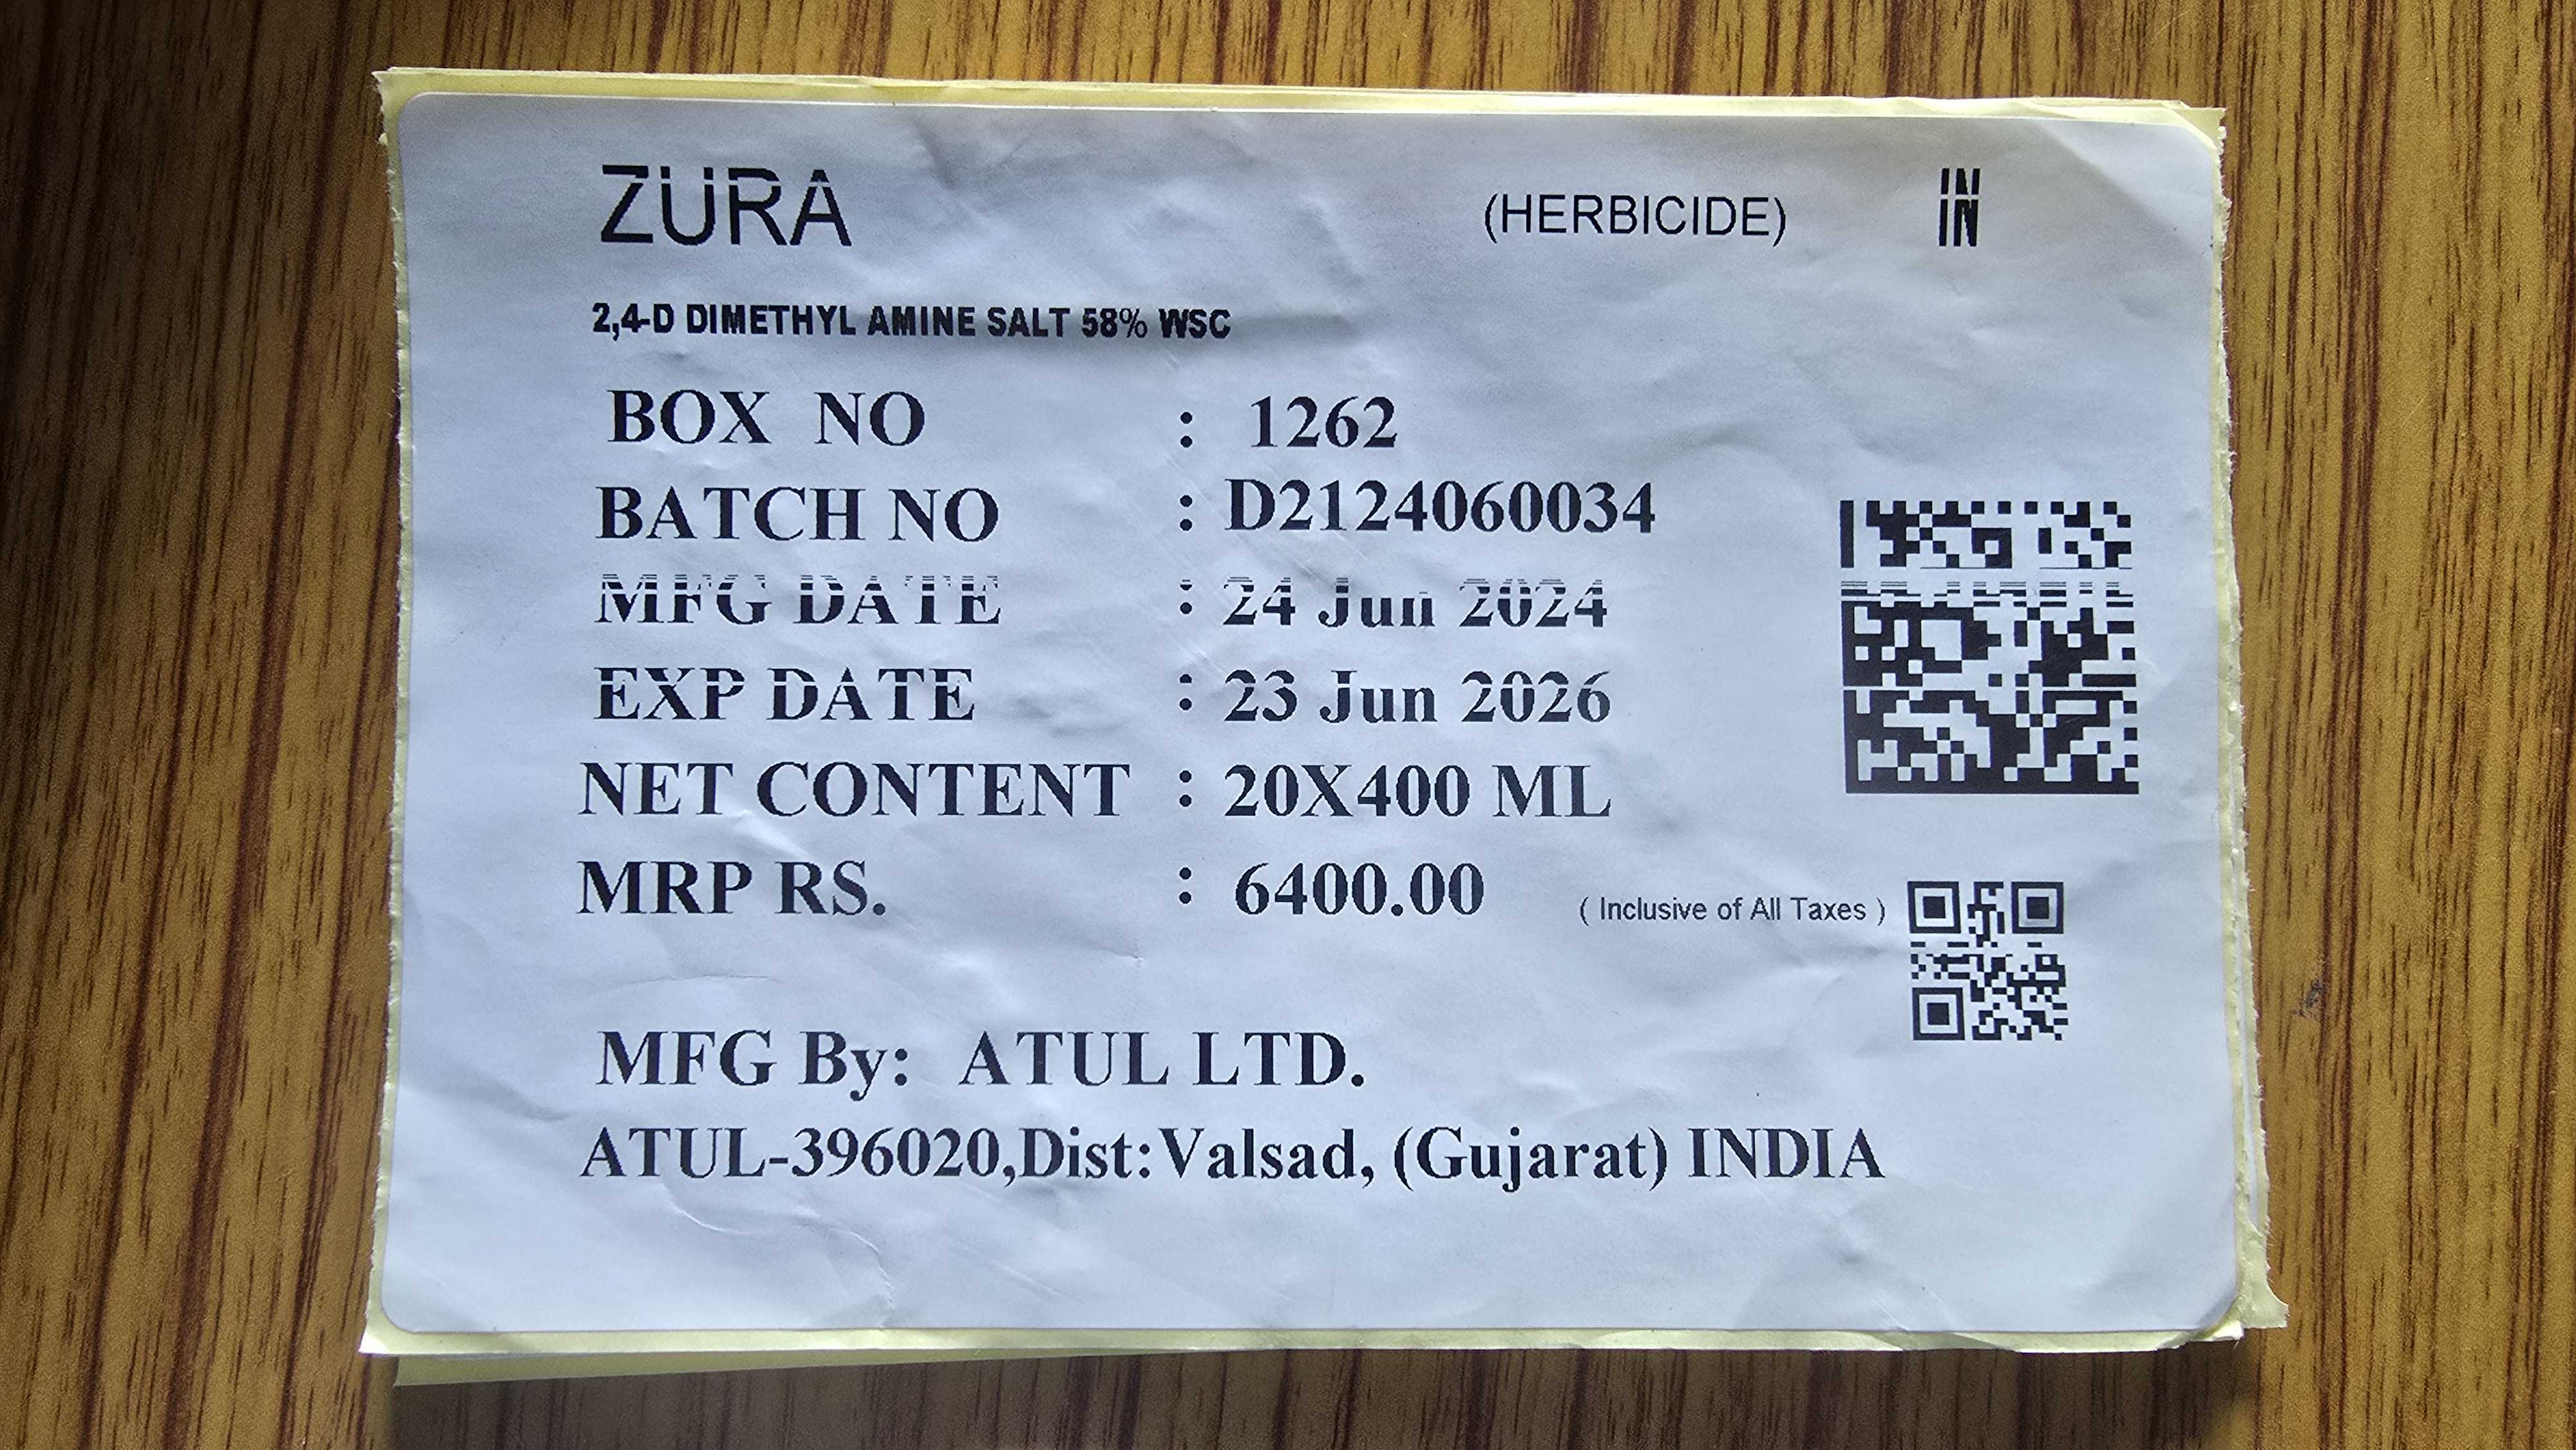 ZURA (HERBICIDE) IN
2,4-D DIMETHYL AMINE SALT 58% WSC
BOX NO : 1262
BATCH NO : D2124060034
MFG DATE : 24 Jun 2024
EXP DATE : 23 Jun 2026
NET CONTENT : 20X400 ML
MRP RS. : 6400.00 ( Inclusive of All Taxes )
MFG By: ATUL LTD.
ATUL-396020,Dist:Valsad, (Gujarat) INDIA